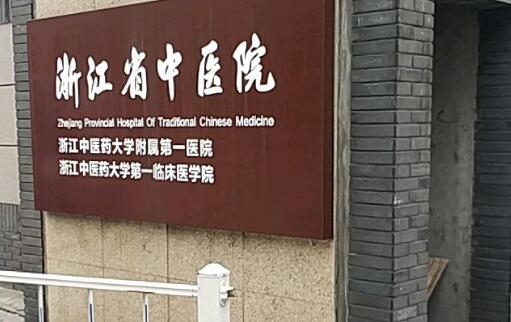 浙江省中医院
Zhejiang Provincial Hospital Of Traditional Chinese Medicine
浙江中医药大学附属第一医院
浙江中医药大学第一临床医学院